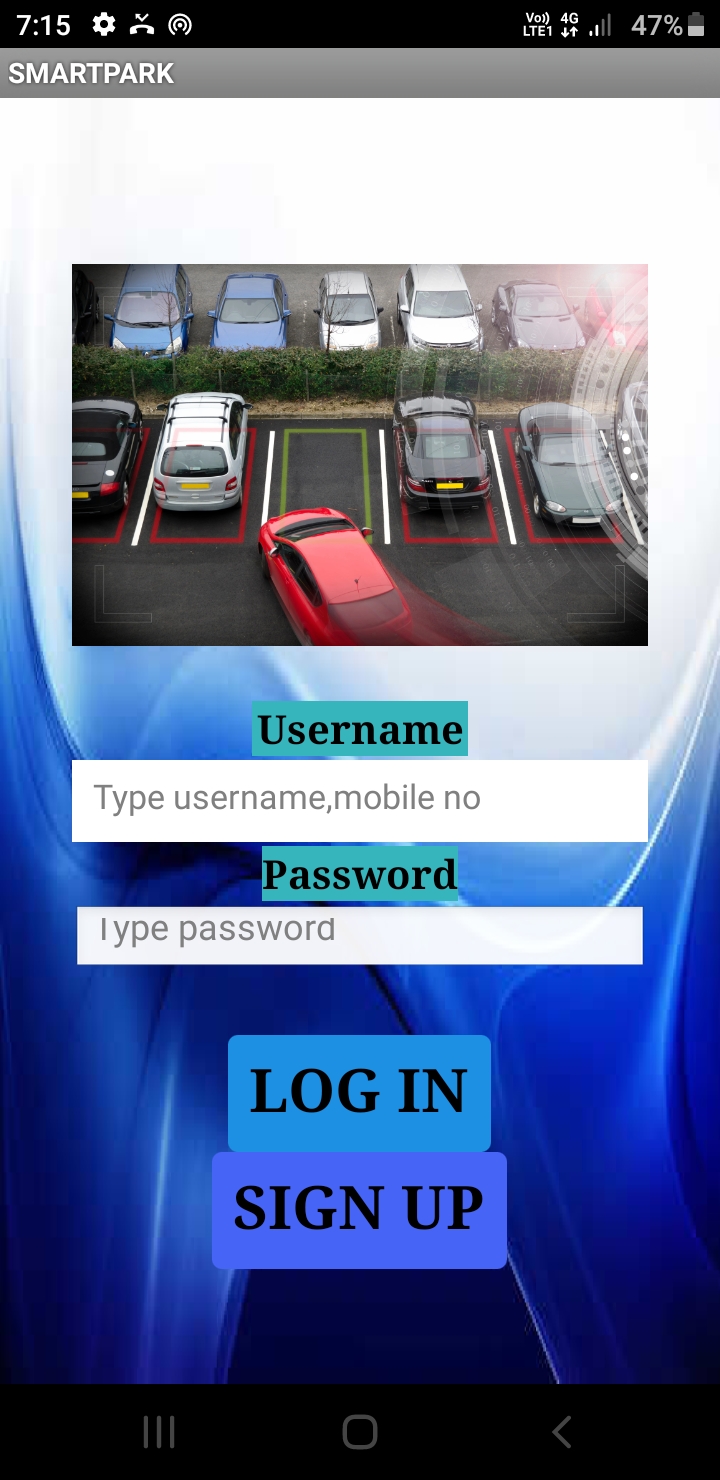 7:15 Vo)) LTE1 4G 47%
SMARTPARK
Username
Type username,mobile no
Password
Type password
LOG IN
SIGN UP